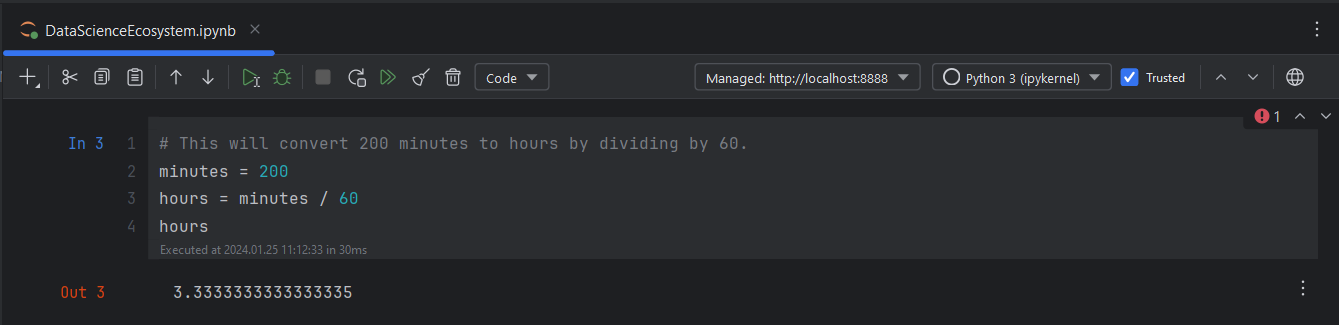 DataScienceEcosystem.ipynb
Code
Managed: http://localhost:8888
Python 3 (ipykernel)
Trusted
1
In 3
1 # This will convert 200 minutes to hours by dividing by 60.
2 minutes = 200
3 hours = minutes / 60
4 hours
Executed at 2024.01.25 11:12:33 in 30ms
Out 3 3.3333333333333335